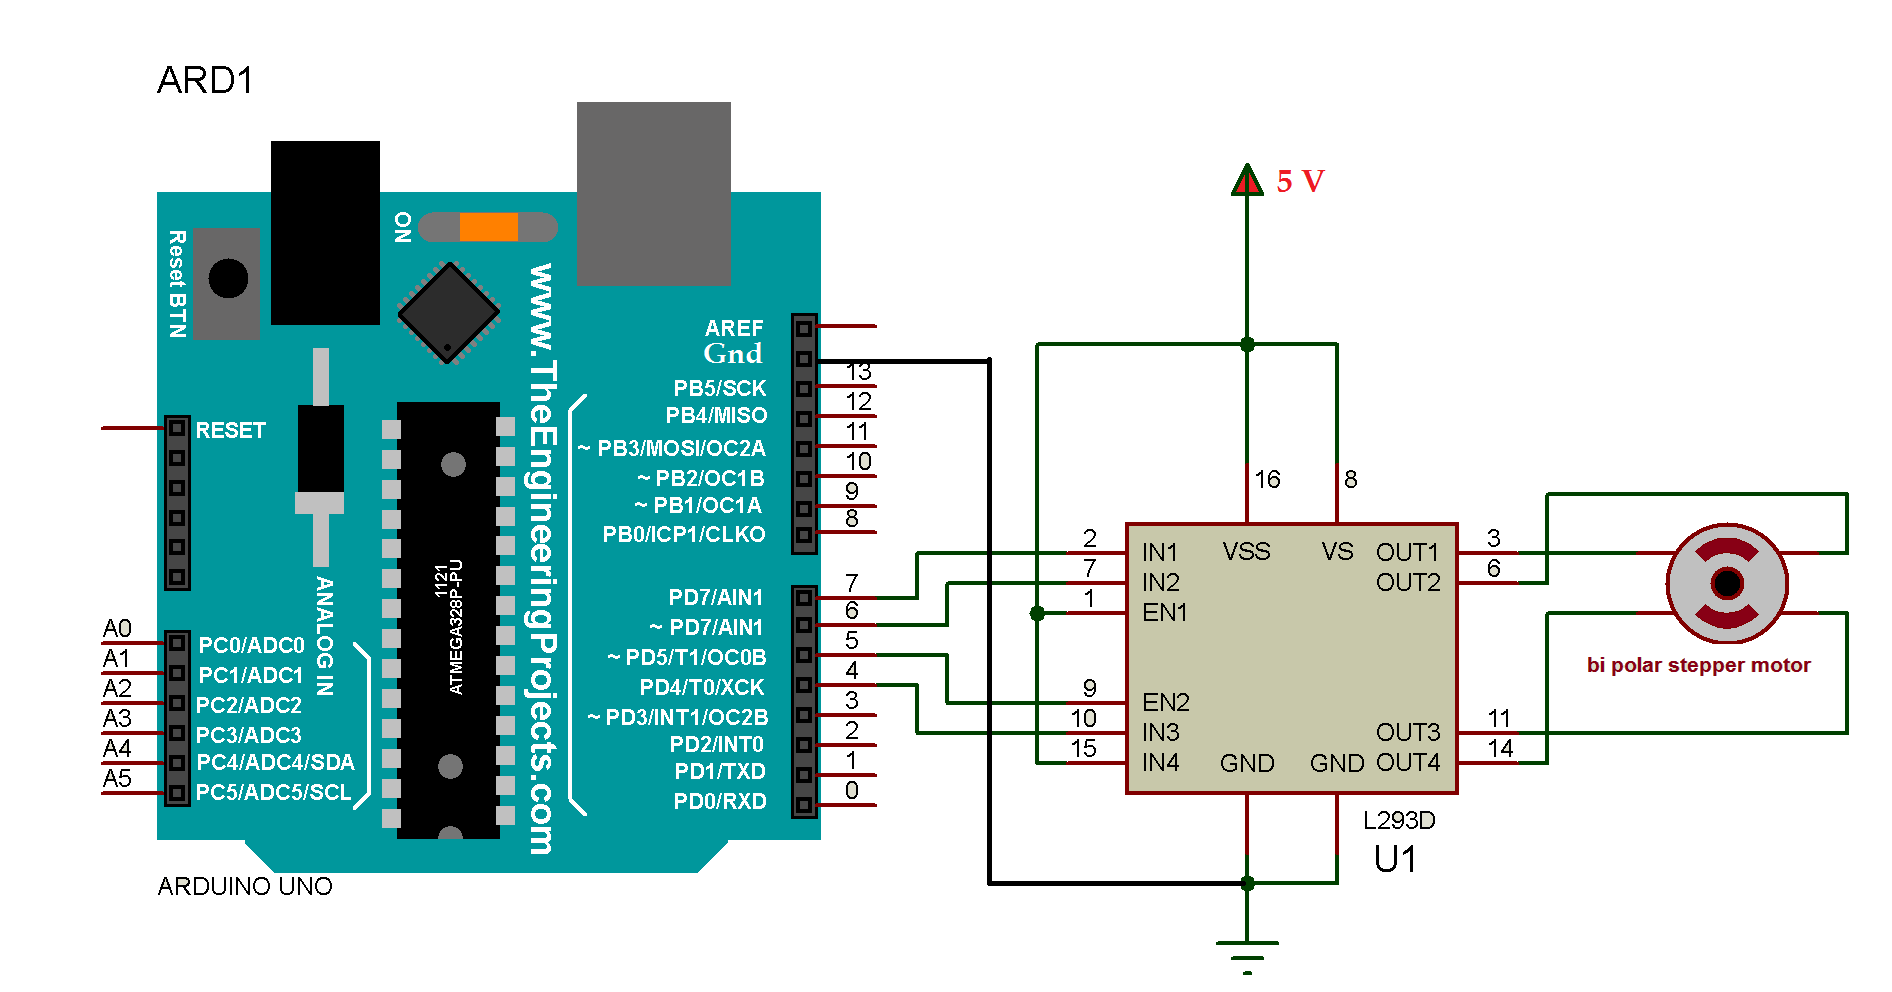 ARD1
5 V
ON
Reset BTN
www.TheEngineeringProjects.com
AREF
Gnd
13
PB5/SCK
12
PB4/MISO
11
~ PB3/MOSI/OC2A
10
~ PB2/OC1B
9
~ PB1/OC1A
8
PB0/ICP1/CLKO
RESET
7
PD7/AIN1
6
~ PD7/AIN1
5
~ PD5/T1/OC0B
4
PD4/T0/XCK
3
~ PD3/INT1/OC2B
2
PD2/INT0
1
PD1/TXD
0
PD0/RXD
ANALOG IN
1121
ATMEGA328P-PU
A0
PC0/ADC0
A1
PC1/ADC1
A2
PC2/ADC2
A3
PC3/ADC3
A4
PC4/ADC4/SDA
A5
PC5/ADC5/SCL
ARDUINO UNO
16
8
2
IN1
VSS
VS
OUT1
3
7
IN2
OUT2
6
1
EN1
bi polar stepper motor
9
EN2
10
IN3
OUT3
11
15
IN4
GND
GND
OUT4
14
L293D
U1